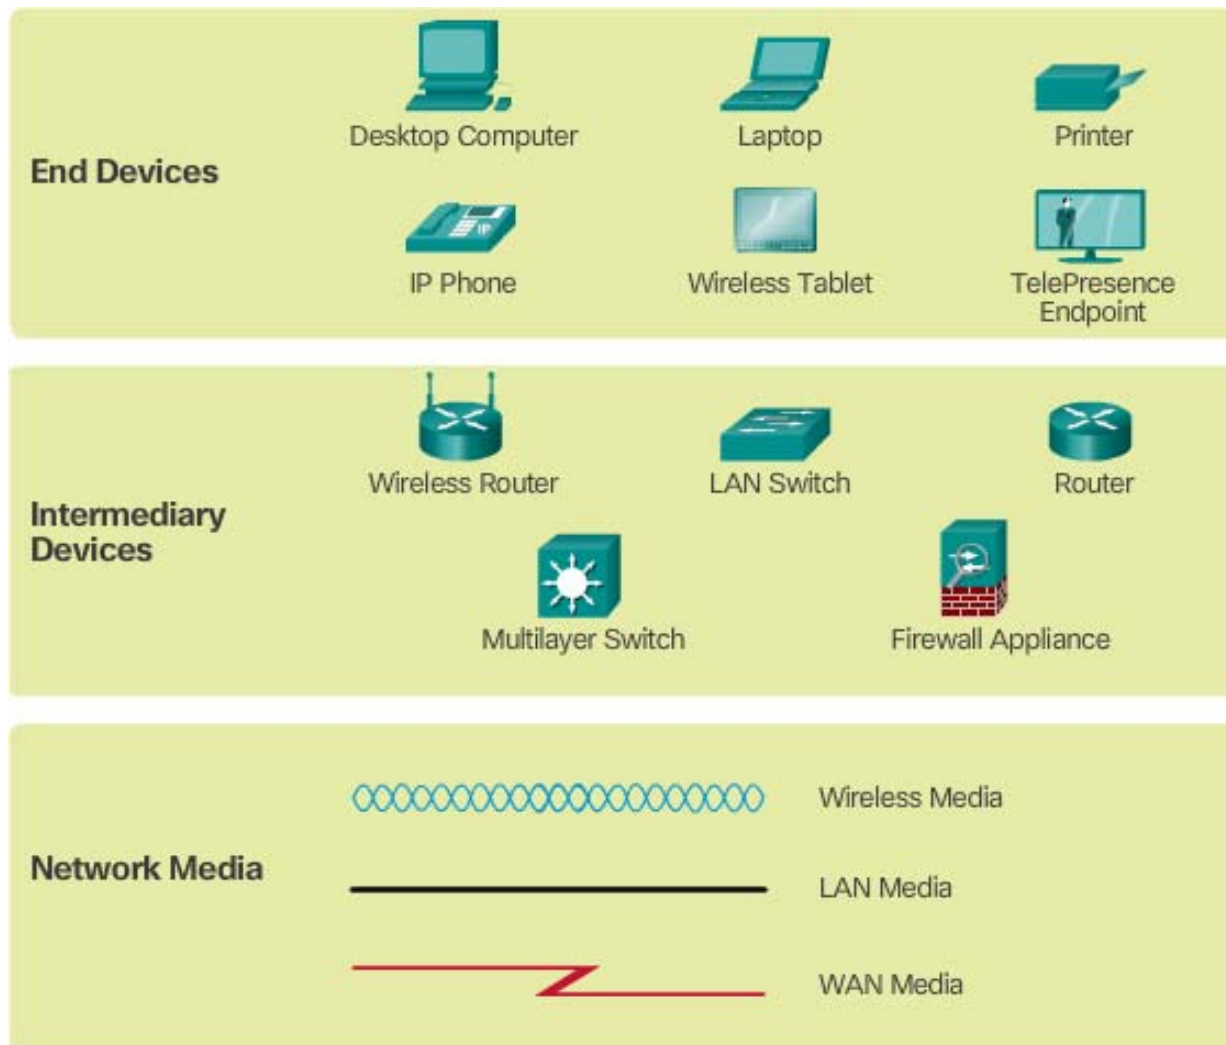 Desktop Computer
Laptop
Printer
End Devices
IP
IP Phone
Wireless Tablet
TelePresence
Endpoint
Wireless Router
LAN Switch
Router
Intermediary
Devices
Multilayer Switch
Firewall Appliance
Wireless Media
Network Media
LAN Media
WAN Media